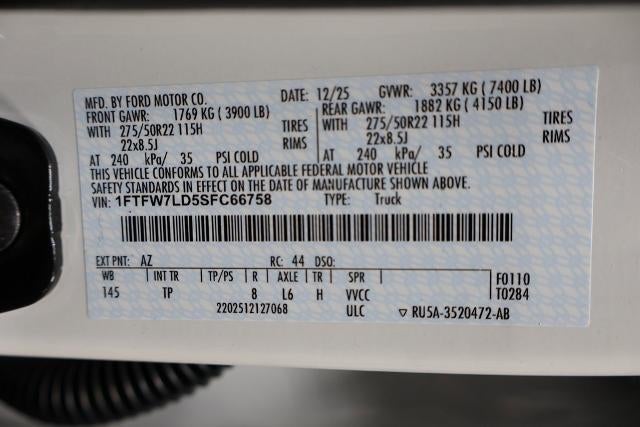 MFD. BY FORD MOTOR CO. DATE: 12/25 GVWR: 3357 KG (7400 LB)
FRONT GAWR: 1769 KG (3900 LB) REAR GAWR: 1882 KG (4150 LB)
WITH 275/50R22 115H TIRES WITH 275/50R22 115H TIRES
22x8.5J RIMS 22x8.5J RIMS
AT 240 kPa/ 35 PSI COLD AT 240 kPa/ 35 PSI COLD
THIS VEHICLE CONFORMS TO ALL APPLICABLE FEDERAL MOTOR VEHICLE
SAFETY STANDARDS IN EFFECT ON THE DATE OF MANUFACTURE SHOWN ABOVE.
VIN: 1FTFW7LD5SFC66758 TYPE: Truck
EXT PNT: AZ RC: 44 DSO:
WB INT TR TP/PS R AXLE TR SPR F0110
145 TP 8 L6 H VVCC T0284
2202512127068 ULC ▽ RU5A-3520472-AB